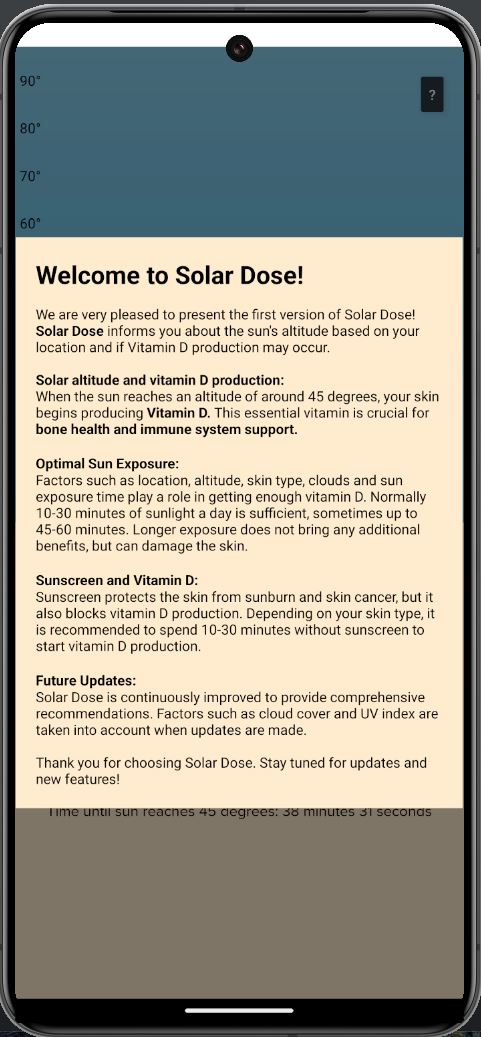 90°
?
80°
70°
60°
Welcome to Solar Dose!
We are very pleased to present the first version of Solar Dose!
Solar Dose informs you about the sun's altitude based on your
location and if Vitamin D production may occur.
Solar altitude and vitamin D production:
When the sun reaches an altitude of around 45 degrees, your skin
begins producing Vitamin D. This essential vitamin is crucial for
bone health and immune system support.
Optimal Sun Exposure:
Factors such as location, altitude, skin type, clouds and sun
exposure time play a role in getting enough vitamin D. Normally
10-30 minutes of sunlight a day is sufficient, sometimes up to
45-60 minutes. Longer exposure does not bring any additional
benefits, but can damage the skin.
Sunscreen and Vitamin D:
Sunscreen protects the skin from sunburn and skin cancer, but it
also blocks vitamin D production. Depending on your skin type, it
is recommended to spend 10-30 minutes without sunscreen to
start vitamin D production.
Future Updates:
Solar Dose is continuously improved to provide comprehensive
recommendations. Factors such as cloud cover and UV index are
taken into account when updates are made.
Thank you for choosing Solar Dose. Stay tuned for updates and
new features!
Time until sun reaches 45 degrees: 38 minutes 31 seconds